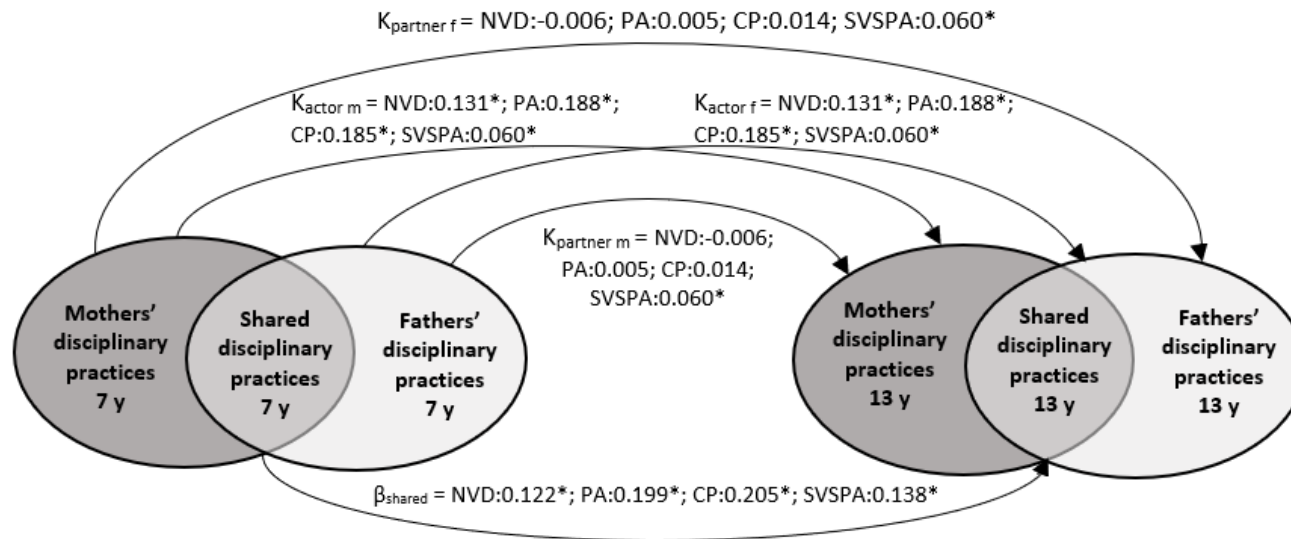 Kpartner f = NVD:-0.006; PA:0.005; CP:0.014; SVSPA:0.060*
Kactor m = NVD:0.131*; PA:0.188*;
CP:0.185*; SVSPA:0.060*
Kactor f = NVD:0.131*; PA:0.188*;
CP:0.185*; SVSPA:0.060*
Kpartner m = NVD:-0.006;
PA:0.005; CP:0.014;
SVSPA:0.060*
Mothers’
disciplinary
practices
7 y
Shared
disciplinary
practices
7 y
Fathers’
disciplinary
practices
7 y
Mothers’
disciplinary
practices
13 y
Shared
disciplinary
practices
13 y
Fathers’
disciplinary
practices
13 y
βshared = NVD:0.122*; PA:0.199*; CP:0.205*; SVSPA:0.138*